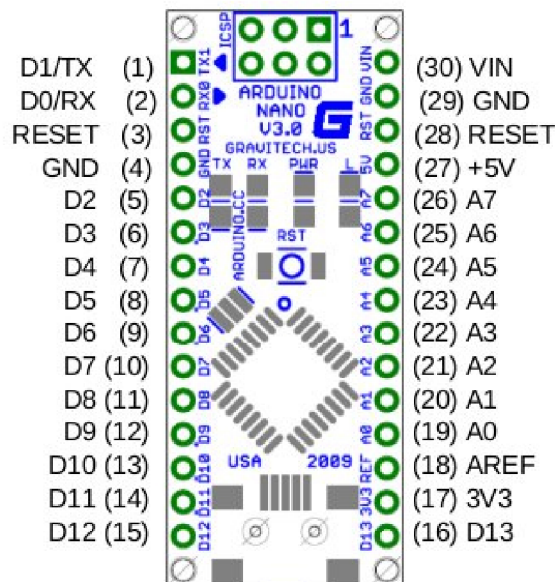 D1/TX (1)
D0/RX (2)
RESET (3)
GND (4)
D2 (5)
D3 (6)
D4 (7)
D5 (8)
D6 (9)
D7 (10)
D8 (11)
D9 (12)
D10 (13)
D11 (14)
D12 (15)
ICSP
1
TX1
RX0
RST
GND
D2
D3
D4
D5
D6
D7
D8
D9
D10
D11
D12
ARDUINO
NANO
V3.0
G
GRAVITECH.US
TX RX PWR L
ARDUINO.CC
RST
USA 2009
VIN
GND
RST
5V
A7
A6
A5
A4
A3
A2
A1
A0
REF
3V3
D13
(30) VIN
(29) GND
(28) RESET
(27) +5V
(26) A7
(25) A6
(24) A5
(23) A4
(22) A3
(21) A2
(20) A1
(19) A0
(18) AREF
(17) 3V3
(16) D13